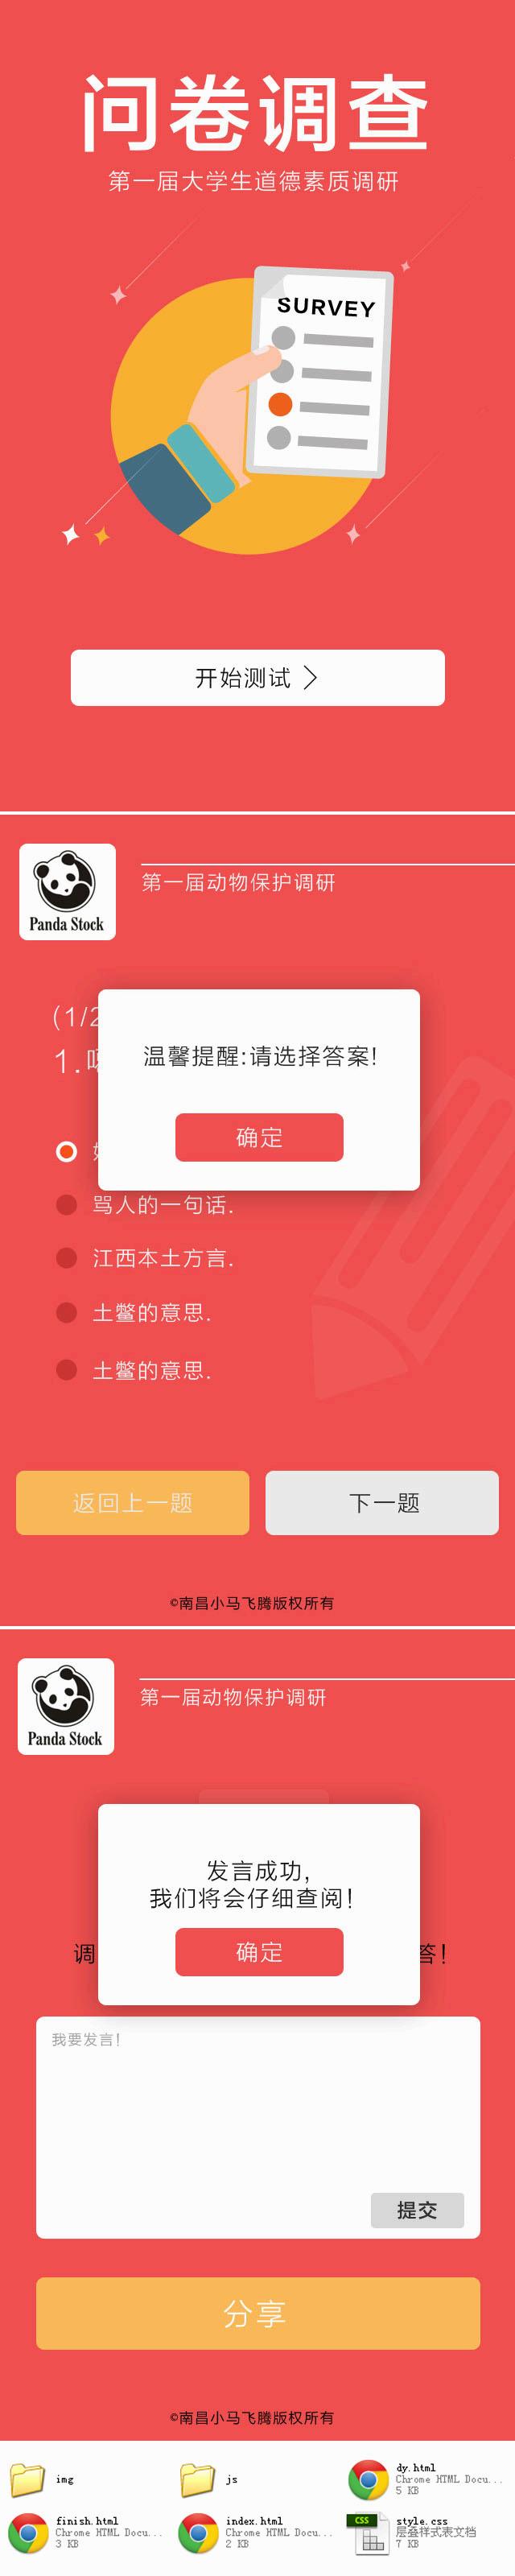 问卷调查
第一届大学生道德素质调研
SURVEY
开始测试
Panda Stock
第一届动物保护调研
(1/2
1.
温馨提醒:请选择答案!
确定
骂人的一句话.
江西本土方言.
土鳖的意思.
土鳖的意思.
返回上一题
下一题
©南昌小马飞腾版权所有
Panda Stock
第一届动物保护调研
发言成功,
我们将会仔细查阅!
确定
调
答!
我要发言!
提交
分享
©南昌小马飞腾版权所有
img
js
dy.html
Chrome HTML Docu...
5 KB
finish.html
Chrome HTML Docu...
3 KB
index.html
Chrome HTML Docu...
2 KB
CSS
style.css
层叠样式表文档
7 KB